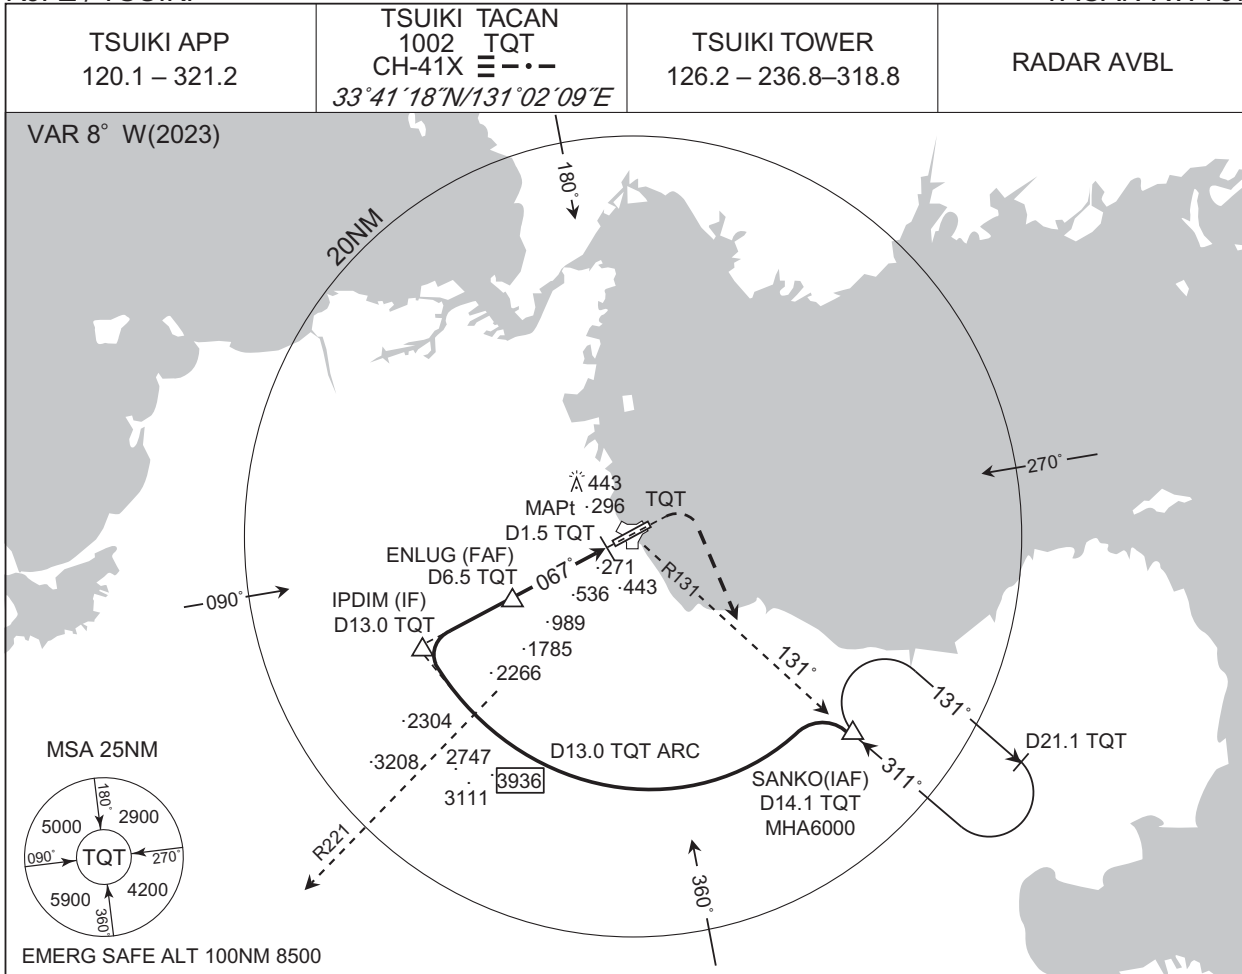 TSUIKI APP
120.1 – 321.2
TSUIKI TACAN
1002 TQT
CH-41X
33°41´18˝N/131°02´09˝E
TSUIKI TOWER
126.2 – 236.8–318.8
RADAR AVBL
VAR 8° W(2023)
180°
20NM
270°
443
MAPt ·296
TQT
D1.5 TQT
ENLUG (FAF)
D6.5 TQT
067°
·271
·443
R131
·536
090°
IPDIM (IF)
D13.0 TQT
·989
·1785
131°
·2266
131°
·2304
D13.0 TQT ARC
D21.1 TQT
·3208
2747
·3936
3111
311°
SANKO(IAF)
D14.1 TQT
MHA6000
R221
360°
MSA 25NM
180°
5000
2900
090°
TQT
270°
5900
4200
360°
EMERG SAFE ALT 100NM 8500